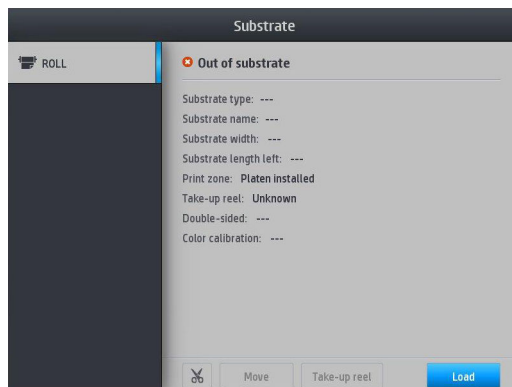 Substrate
ROLL
Out of substrate
Substrate type: ---
Substrate name: ---
Substrate width: ---
Substrate length left: ---
Print zone: Platen installed
Take-up reel: Unknown
Double-sided: ---
Color calibration: ---
Move Take-up reel Load